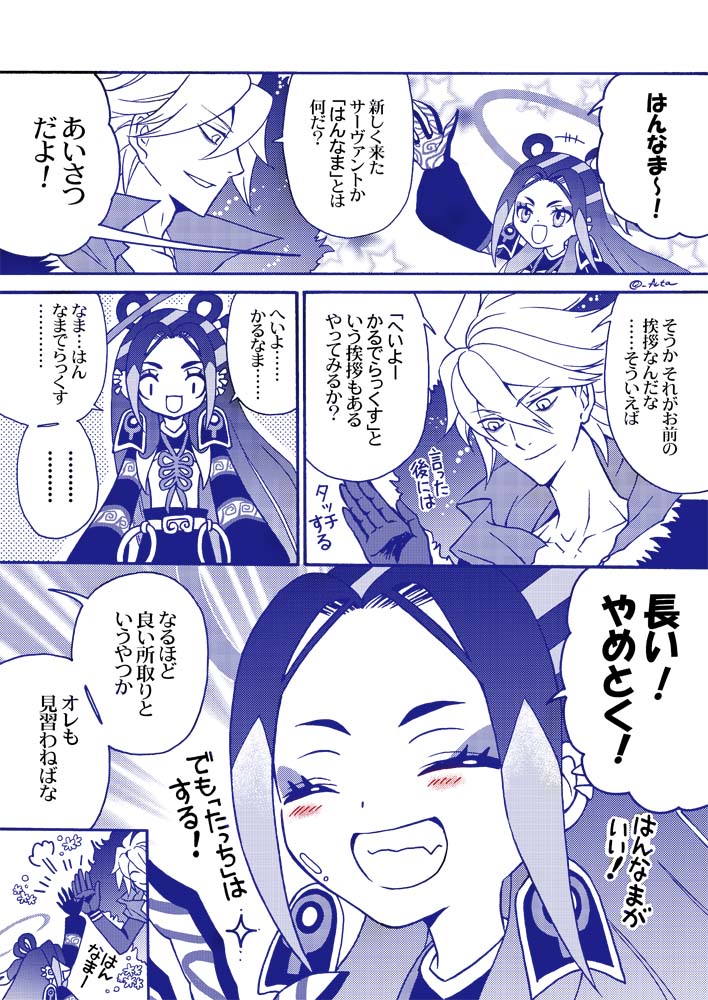 はんなま～！
新しく来た
サーヴァントか
「はんなま」とは
何だ？
あいさつ
だよ！
©-Acta
そうか それがお前の
挨拶なんだな
……そういえば
「へいよー
かるでらっくす」と
いう挨拶もある
やってみるか？
言った
後には
タッチ
する
へいよ……
かるなま……
なま…はん
なまでらっくす
………
………
………
長い！
やめとく！
はんなまが
いい！
でも「たっち」は
する！
なるほど
良い所取りと
いうやつか
オレも
見習わねばな
はん
なまー